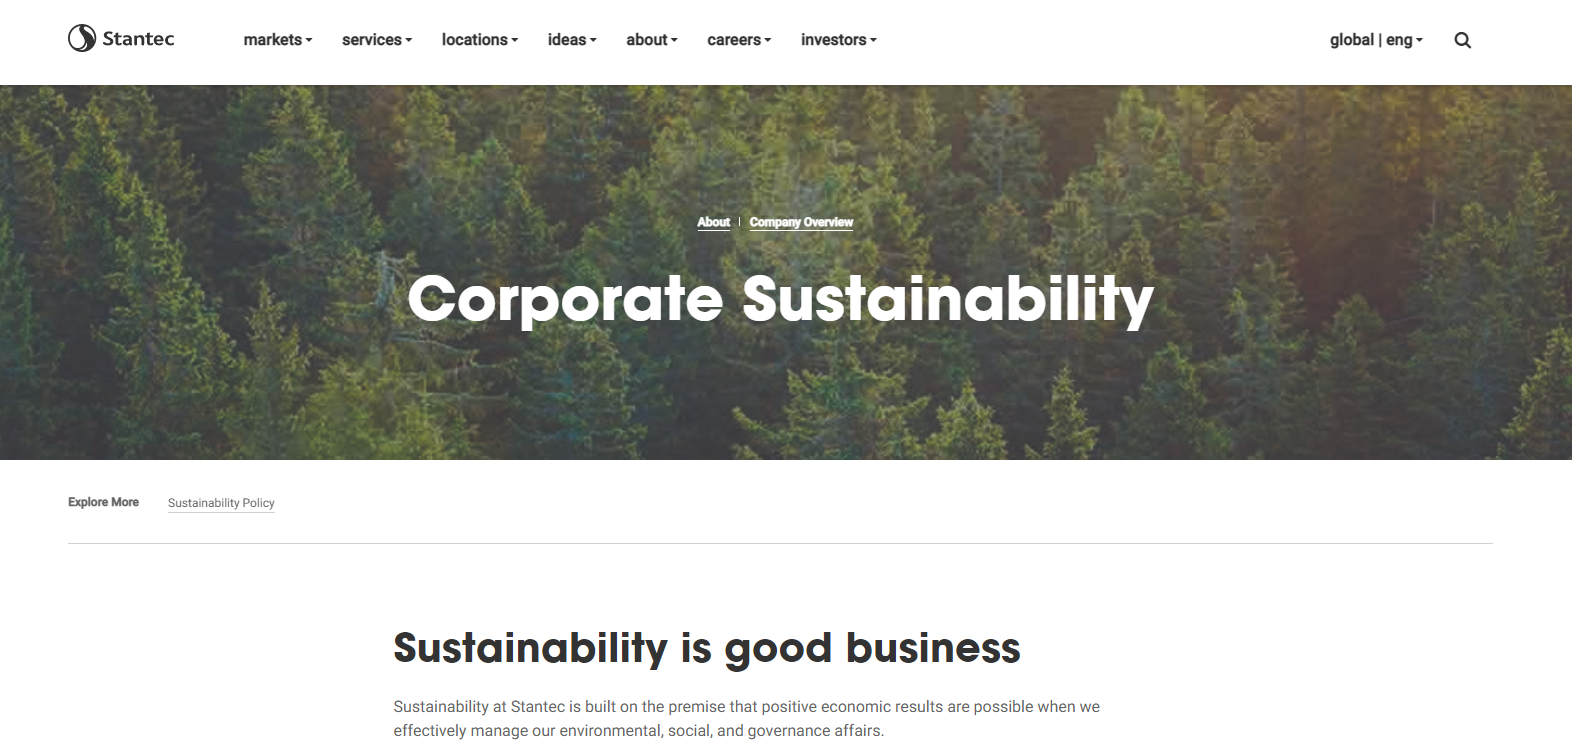 Stantec markets services locations ideas about careers investors global | eng
About | Company Overview
Corporate Sustainability
Explore More Sustainability Policy
Sustainability is good business
Sustainability at Stantec is built on the premise that positive economic results are possible when we
effectively manage our environmental, social, and governance affairs.